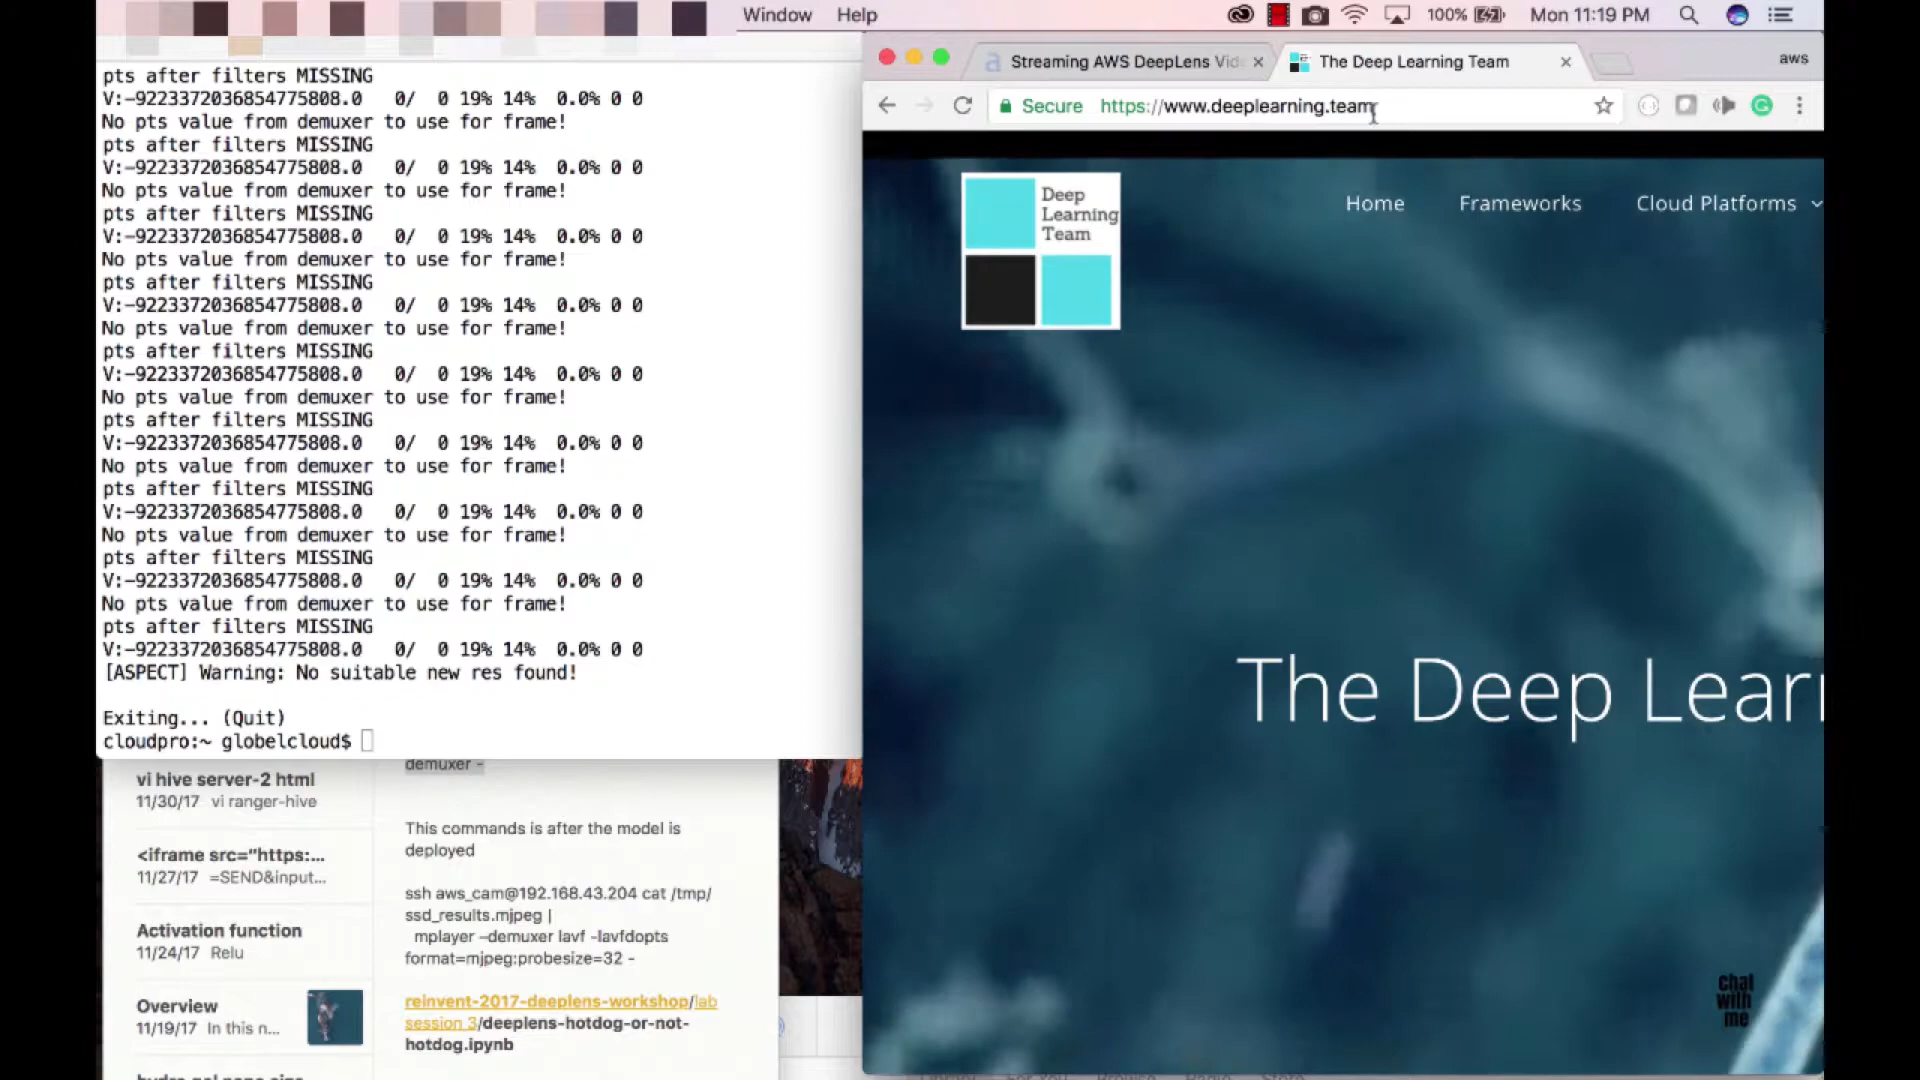 Window Help
100% Mon 11:19 PM
pts after filters MISSING
V:-9223372036854775808.0 0/ 0 19% 14% 0.0% 0 0
No pts value from demuxer to use for frame!
pts after filters MISSING
V:-9223372036854775808.0 0/ 0 19% 14% 0.0% 0 0
No pts value from demuxer to use for frame!
pts after filters MISSING
V:-9223372036854775808.0 0/ 0 19% 14% 0.0% 0 0
No pts value from demuxer to use for frame!
pts after filters MISSING
V:-9223372036854775808.0 0/ 0 19% 14% 0.0% 0 0
No pts value from demuxer to use for frame!
pts after filters MISSING
V:-9223372036854775808.0 0/ 0 19% 14% 0.0% 0 0
No pts value from demuxer to use for frame!
pts after filters MISSING
V:-9223372036854775808.0 0/ 0 19% 14% 0.0% 0 0
No pts value from demuxer to use for frame!
pts after filters MISSING
V:-9223372036854775808.0 0/ 0 19% 14% 0.0% 0 0
No pts value from demuxer to use for frame!
pts after filters MISSING
V:-9223372036854775808.0 0/ 0 19% 14% 0.0% 0 0
No pts value from demuxer to use for frame!
pts after filters MISSING
V:-9223372036854775808.0 0/ 0 19% 14% 0.0% 0 0
[ASPECT] Warning: No suitable new res found!
Exiting... (Quit)
cloudpro:~ globelcloud$
vi hive server-2 html
11/30/17 vi ranger-hive
<iframe src="https:...
11/27/17 =SEND&input...
Activation function
11/24/17 Relu
Overview
11/19/17 In this n...
demuxer -
This commands is after the model is
deployed
ssh aws_cam@192.168.43.204 cat /tmp/
ssd_results.mjpeg |
mplayer –demuxer lavf -lavfdopts
format=mjpeg:probesize=32 -
reinvent-2017-deeplens-workshop/lab
session 3/deeplens-hotdog-or-not-
hotdog.ipynb
Streaming AWS DeepLens Vid
The Deep Learning Team
aws
Secure https://www.deeplearning.team
Deep
Learning
Team
Home Frameworks Cloud Platforms
The Deep Lear
chat
with
me